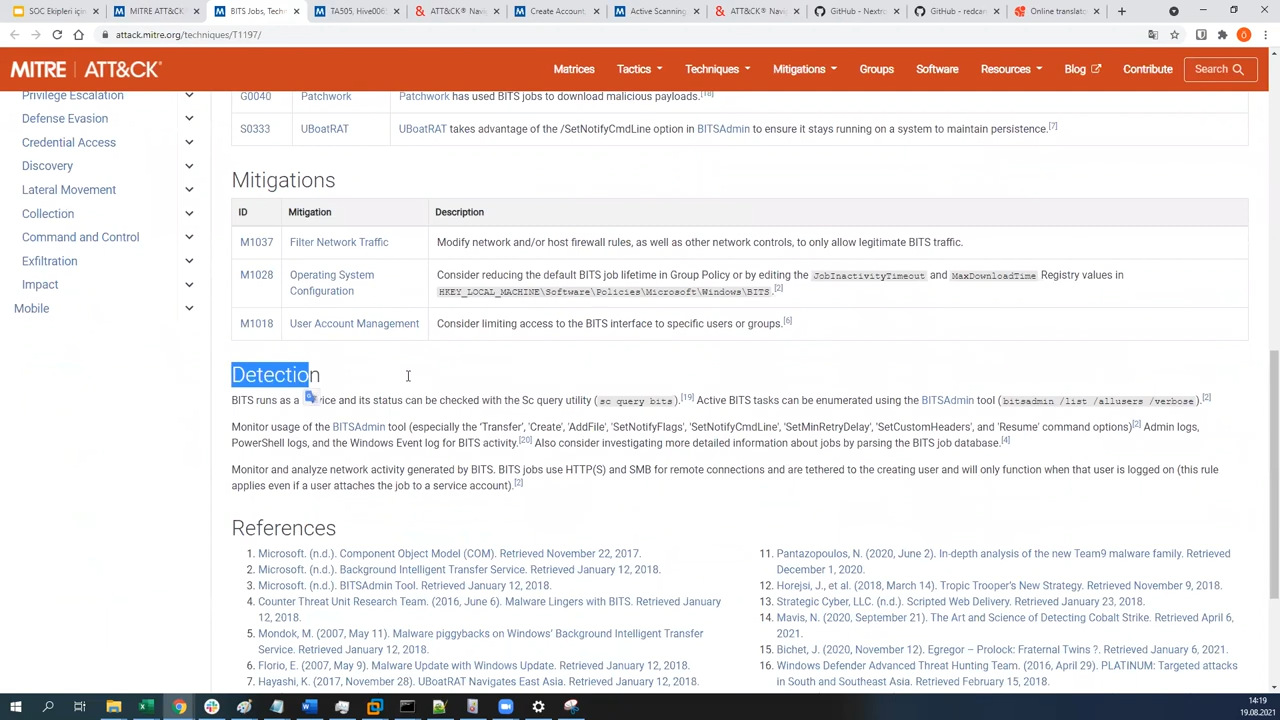 SOC Ekipleri için
MITRE ATT&CK
BITS Jobs, Tech
TA505, Hive006
ATT&CK® Navi
Create Account,
Active Scanning
ATT&CK® Navi
GitHub - Nextro
GitHub - redcan
Online translato
attack.mitre.org/techniques/T1197/
MITRE | ATT&CK®
Matrices
Tactics
Techniques
Mitigations
Groups
Software
Resources
Blog
Contribute
Search
Privilege Escalation
Defense Evasion
Credential Access
Discovery
Lateral Movement
Collection
Command and Control
Exfiltration
Impact
Mobile
G0040 Patchwork Patchwork has used BITS jobs to download malicious payloads.[18]
S0333 UBoatRAT UBoatRAT takes advantage of the /SetNotifyCmdLine option in BITSAdmin to ensure it stays running on a system to maintain persistence.[7]
Mitigations
ID Mitigation Description
M1037 Filter Network Traffic Modify network and/or host firewall rules, as well as other network controls, to only allow legitimate BITS traffic.
M1028 Operating System Configuration Consider reducing the default BITS job lifetime in Group Policy or by editing the JobInactivityTimeout and MaxDownloadTime Registry values in
HKEY_LOCAL_MACHINE\Software\Policies\Microsoft\Windows\BITS.[2]
M1018 User Account Management Consider limiting access to the BITS interface to specific users or groups.[6]
Detection
BITS runs as a ice and its status can be checked with the Sc query utility (sc query bits).[19] Active BITS tasks can be enumerated using the BITSAdmin tool (bitsadmin /list /allusers /verbose).[2]
Monitor usage of the BITSAdmin tool (especially the ‘Transfer’, 'Create', 'AddFile', 'SetNotifyFlags', 'SetNotifyCmdLine', 'SetMinRetryDelay', 'SetCustomHeaders', and 'Resume' command options)[2] Admin logs,
PowerShell logs, and the Windows Event log for BITS activity.[20] Also consider investigating more detailed information about jobs by parsing the BITS job database.[4]
Monitor and analyze network activity generated by BITS. BITS jobs use HTTP(S) and SMB for remote connections and are tethered to the creating user and will only function when that user is logged on (this rule
applies even if a user attaches the job to a service account).[2]
References
1. Microsoft. (n.d.). Component Object Model (COM). Retrieved November 22, 2017.
2. Microsoft. (n.d.). Background Intelligent Transfer Service. Retrieved January 12, 2018.
3. Microsoft. (n.d.). BITSAdmin Tool. Retrieved January 12, 2018.
4. Counter Threat Unit Research Team. (2016, June 6). Malware Lingers with BITS. Retrieved January
12, 2018.
5. Mondok, M. (2007, May 11). Malware piggybacks on Windows’ Background Intelligent Transfer
Service. Retrieved January 12, 2018.
6. Florio, E. (2007, May 9). Malware Update with Windows Update. Retrieved January 12, 2018.
7. Hayashi, K. (2017, November 28). UBoatRAT Navigates East Asia. Retrieved January 12, 2018.
11. Pantazopoulos, N. (2020, June 2). In-depth analysis of the new Team9 malware family. Retrieved
December 1, 2020.
12. Horejsi, J., et al. (2018, March 14). Tropic Trooper's New Strategy. Retrieved November 9, 2018.
13. Strategic Cyber, LLC. (n.d.). Scripted Web Delivery. Retrieved January 23, 2018.
14. Mavis, N. (2020, September 21). The Art and Science of Detecting Cobalt Strike. Retrieved April 6,
2021.
15. Bichet, J. (2020, November 12). Egregor – Prolock: Fraternal Twins ?. Retrieved January 6, 2021.
16. Windows Defender Advanced Threat Hunting Team. (2016, April 29). PLATINUM: Targeted attacks
in South and Southeast Asia. Retrieved February 15, 2018.
14:19
19.08.2021